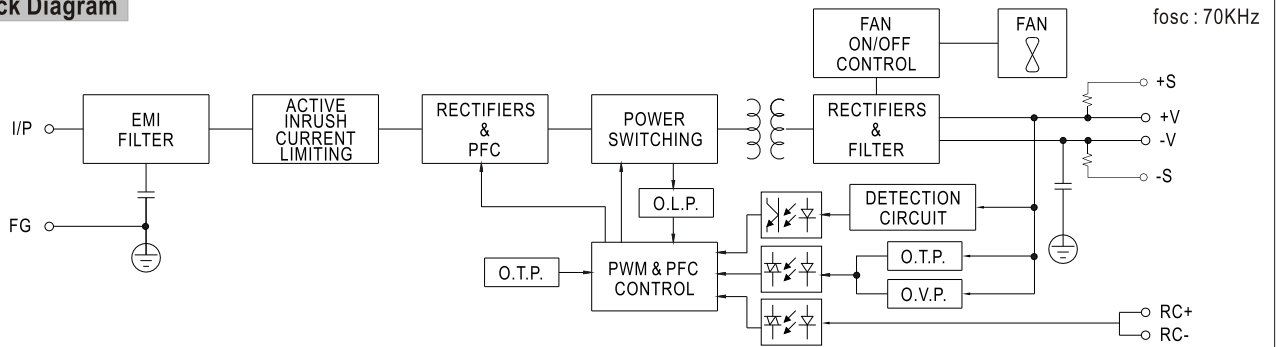 ck Diagram
fosc : 70KHz
I/P
FG
EMI
FILTER
ACTIVE
INRUSH
CURRENT
LIMITING
RECTIFIERS
&
PFC
POWER
SWITCHING
FAN
ON/OFF
CONTROL
FAN
RECTIFIERS
&
FILTER
+S
+V
-V
-S
O.L.P.
DETECTION
CIRCUIT
O.T.P.
PWM & PFC
CONTROL
O.T.P.
O.V.P.
RC+
RC-